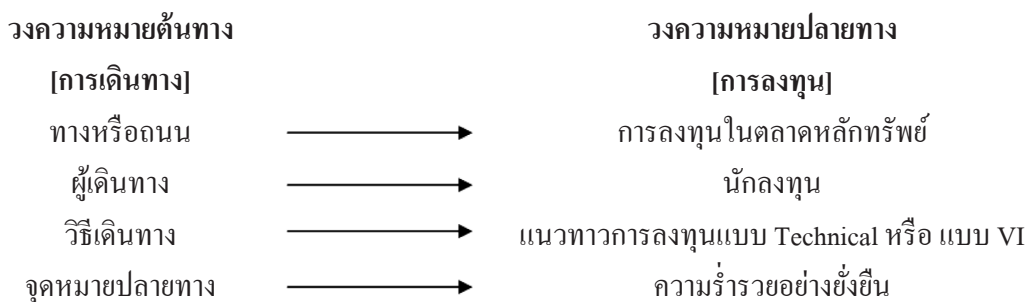 วงความหมายต้นทาง วงความหมายปลายทาง
[การเดินทาง] [การลงทุน]
ทางหรือถนน การลงทุนในตลาดหลักทรัพย์
ผู้เดินทาง นักลงทุน
วิธีเดินทาง แนวทาวการลงทุนแบบ Technical หรือ แบบ VI
จุดหมายปลายทาง ความร่ำรวยอย่างยั่งยืน